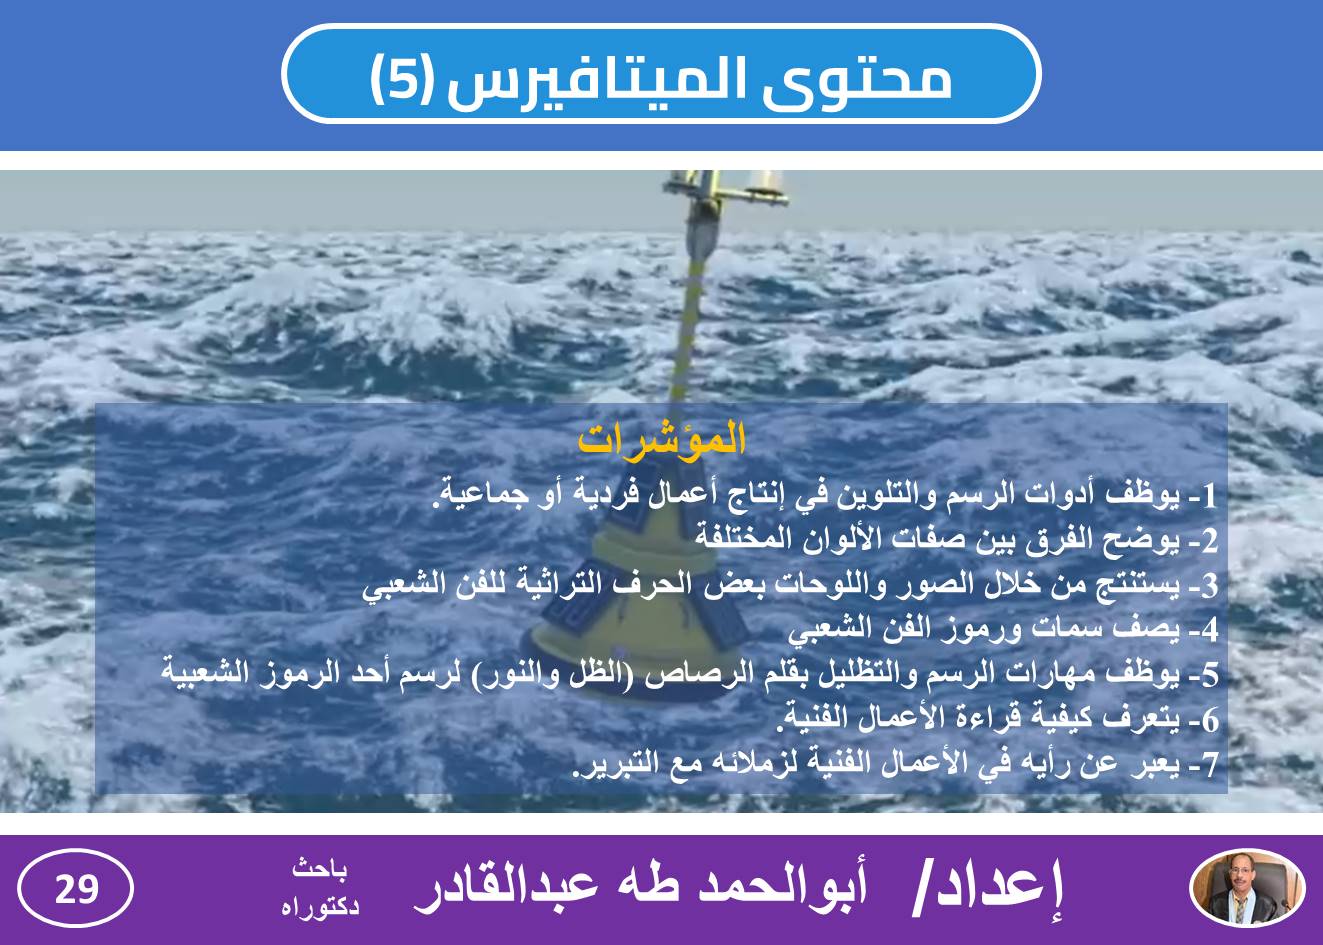 محتوى الميتافيرس (5)
المؤشرات
1- يوظف أدوات الرسم والتلوين في إنتاج أعمال فردية أو جماعية.
2- يوضح الفرق بين صفات الألوان المختلفة
3- يستنتج من خلال الصور واللوحات بعض الحرف التراثية للفن الشعبي
4- يصف سمات ورموز الفن الشعبي
5- يوظف مهارات الرسم والتظليل بقلم الرصاص (الظل والنور) لرسم أحد الرموز الشعبية
6- يتعرف كيفية قراءة الأعمال الفنية.
7- يعبر عن رأيه في الأعمال الفنية لزملائه مع التبرير.
إعداد/ أبوالحمد طه عبدالقادر
باحث
دكتوراه
29